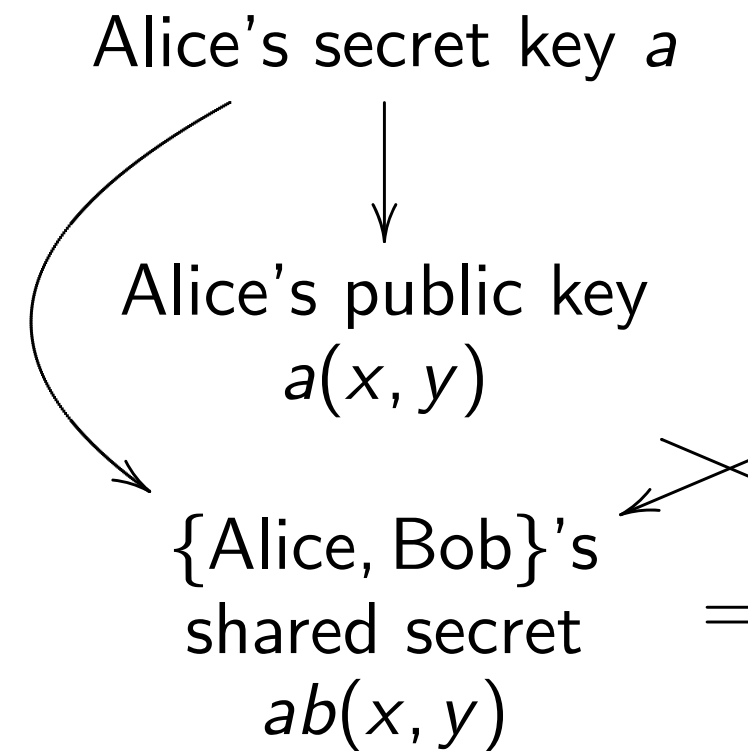 Alice's secret key a
Alice's public key
a(x, y)
{Alice, Bob}'s
shared secret =
ab(x, y)